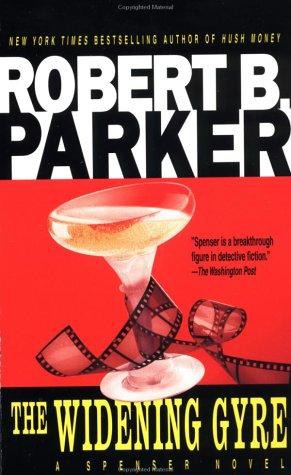 NEW YORK TIMES BESTSELLING AUTHOR OF HUSH MONEY
ROBERT B.
PARKER
"Spenser is a breakthrough
figure in detective fiction."
—The Washington Post
THE WIDENING GYRE
A SPENSER NOVEL